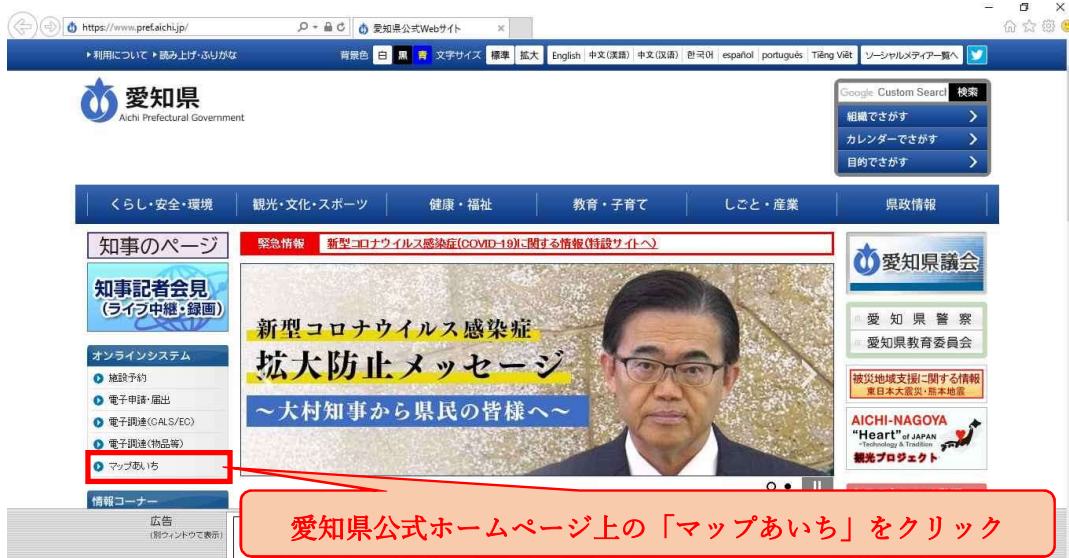 https://www.pref.aichi.jp/
愛知県公式Webサイト
利用について 読み上げ・ふりがな
背景色 白 黒 青 文字サイズ 標準 拡大 English 中文(漢語) 中文(汉语) 한국어 español português Tiếng Việt ソーシャルメディア一覧へ
愛知県
Aichi Prefectural Government
Google Custom Search 検索
組織でさがす
カレンダーでさがす
目的でさがす
くらし・安全・環境 観光・文化・スポーツ 健康・福祉 教育・子育て しごと・産業 県政情報
知事のページ
知事記者会見
(ライブ中継・録画)
オンラインシステム
施設予約
電子申請・届出
電子調達(CALS/EC)
電子調達(物品等)
マップあいち
情報コーナー
広告
(別ウィンドウで表示)
緊急情報 新型コロナウイルス感染症(COVID-19)に関する情報(特設サイトへ)
新型コロナウイルス感染症
拡大防止メッセージ
～大村知事から県民の皆様へ～
愛知県議会
愛知県警察
愛知県教育委員会
被災地域支援に関する情報
東日本大震災・熊本地震
AICHI-NAGOYA
"Heart" of JAPAN
-Technology & Tradition
観光プロジェクト
愛知県公式ホームページ上の「マップあいち」をクリック